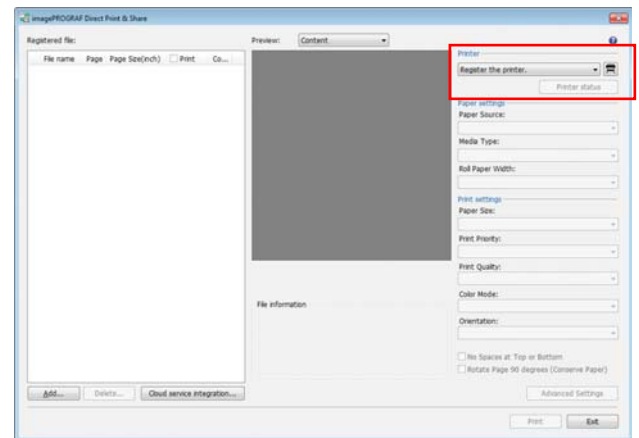 imagePROGRAF Direct Print & Share
Registered file:
File name Page Page Size(inch) Print Co...
Add... Delete... Cloud service integration...
Preview: Content
File information
Printer
Register the printer.
Printer status
Paper settings
Paper Source:
Media Type:
Roll Paper Width:
Print settings
Paper Size:
Print Priority:
Print Quality:
Color Mode:
Orientation:
No Spaces at Top or Bottom
Rotate Page 90 degrees (Conserve Paper)
Advanced Settings
Print Exit